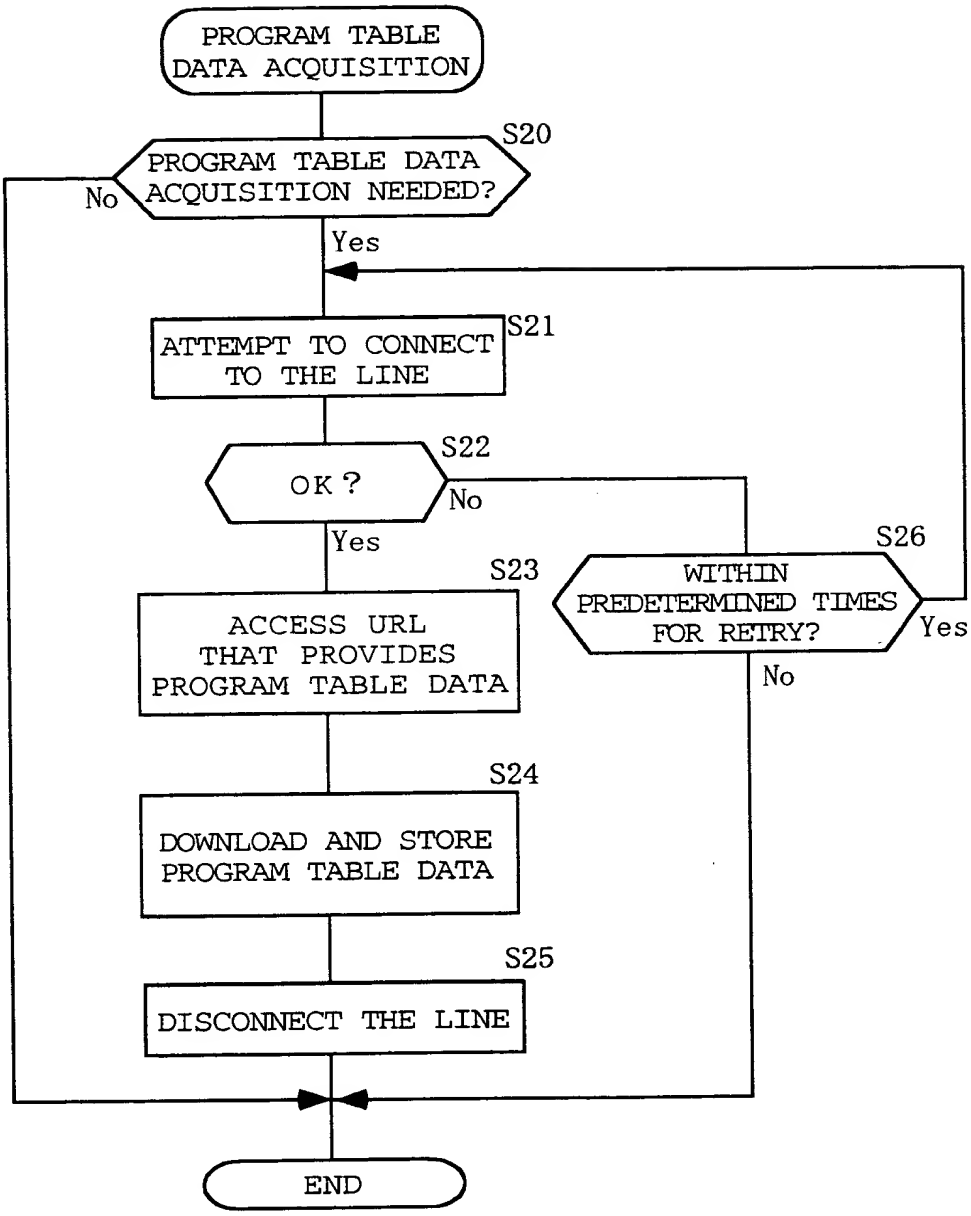 PROGRAM TABLE
DATA ACQUISITION
S20
PROGRAM TABLE DATA
ACQUISITION NEEDED?
No
Yes
S21
ATTEMPT TO CONNECT
TO THE LINE
S22
OK?
No
Yes
S26
WITHIN
PREDETERMINED TIMES
FOR RETRY?
Yes
No
S23
ACCESS URL
THAT PROVIDES
PROGRAM TABLE DATA
S24
DOWNLOAD AND STORE
PROGRAM TABLE DATA
S25
DISCONNECT THE LINE
END